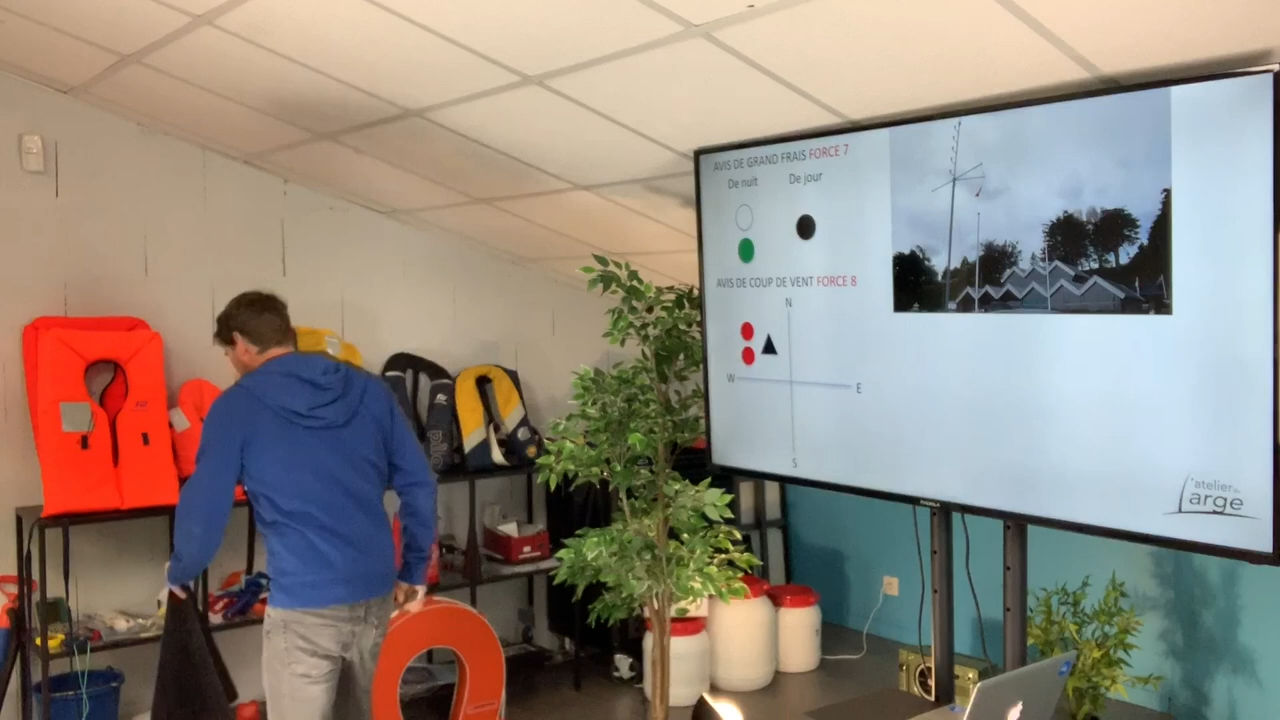 AVIS DE GRAND FRAIS FORCE 7
De nuit De jour
AVIS DE COUP DE VENT FORCE 8
N
W E
S
l'atelier du
large
pilot